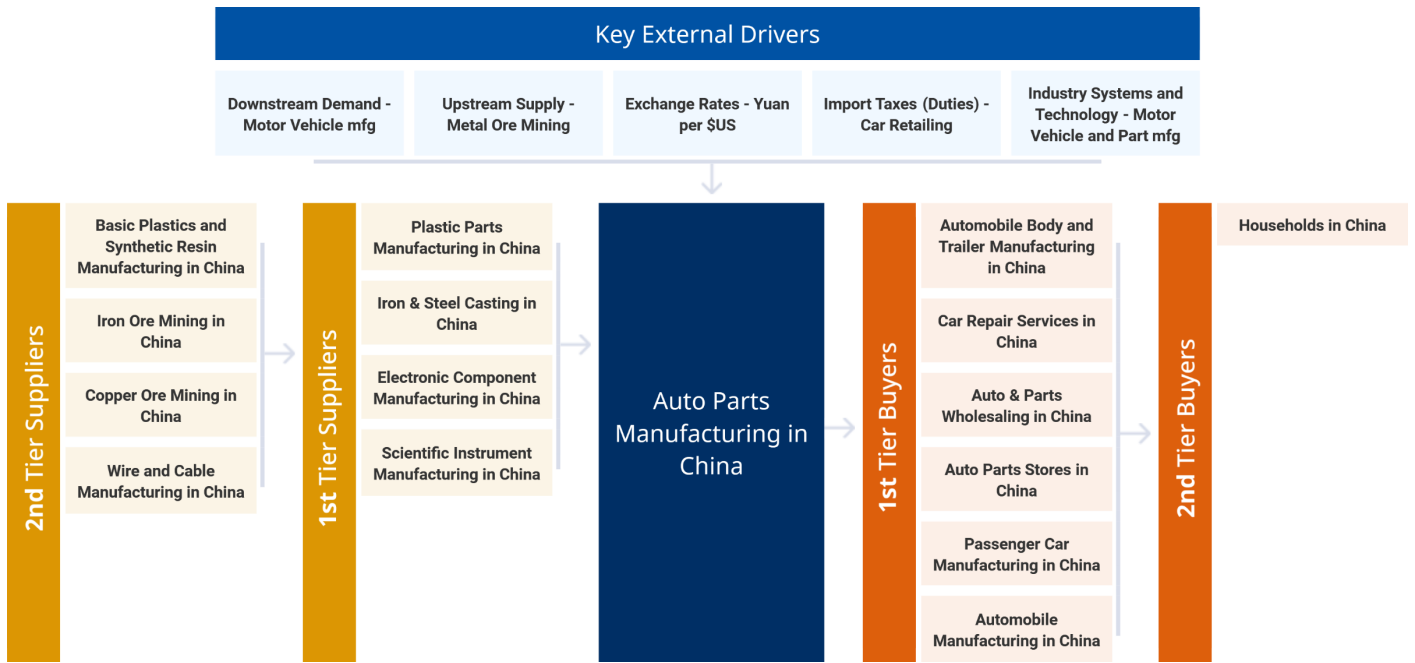 Key External Drivers
Downstream Demand -
Motor Vehicle mfg
Upstream Supply -
Metal Ore Mining
Exchange Rates - Yuan
per $US
Import Taxes (Duties) -
Car Retailing
Industry Systems and
Technology - Motor
Vehicle and Part mfg
2nd Tier Suppliers
Basic Plastics and
Synthetic Resin
Manufacturing in China
Iron Ore Mining in
China
Copper Ore Mining in
China
Wire and Cable
Manufacturing in China
1st Tier Suppliers
Plastic Parts
Manufacturing in China
Iron & Steel Casting in
China
Electronic Component
Manufacturing in China
Scientific Instrument
Manufacturing in China
Auto Parts
Manufacturing in
China
1st Tier Buyers
Automobile Body and
Trailer Manufacturing
in China
Car Repair Services in
China
Auto & Parts
Wholesaling in China
Auto Parts Stores in
China
Passenger Car
Manufacturing in China
Automobile
Manufacturing in China
2nd Tier Buyers
Households in China